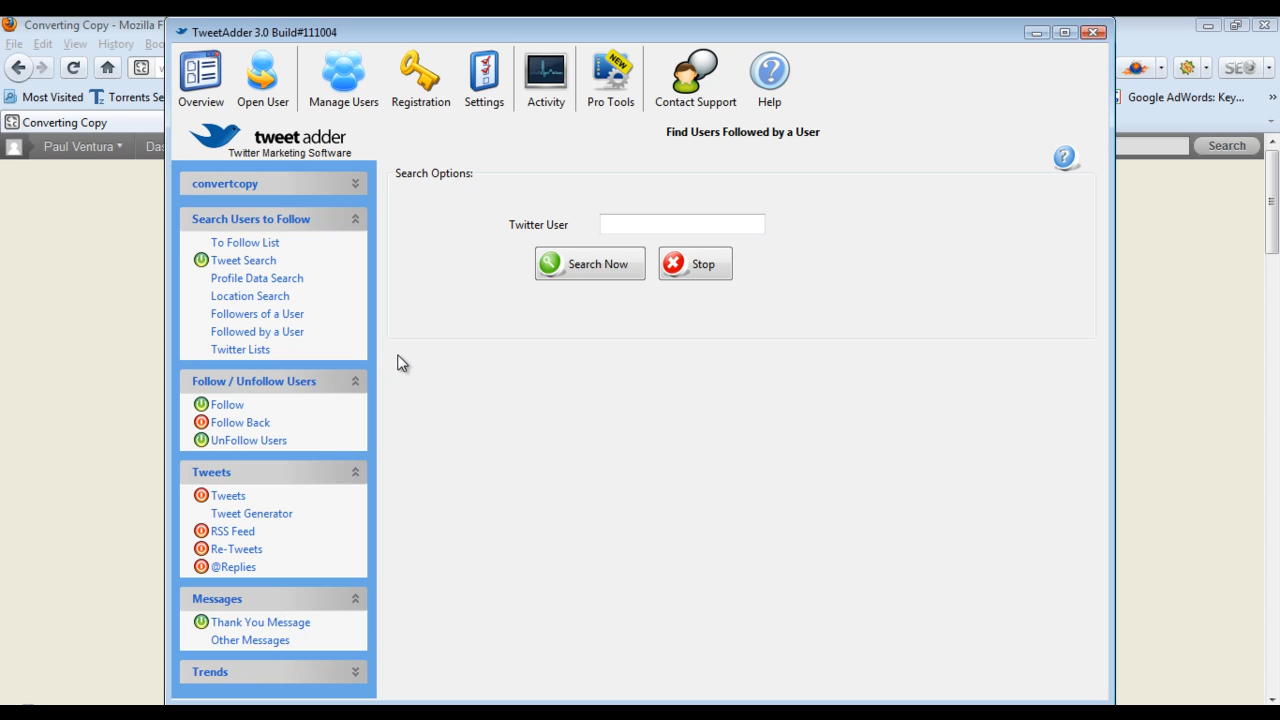 Converting Copy - Mozilla F
File Edit View History Boo
Most Visited Torrents Se
Converting Copy
Paul Ventura Das
TweetAdder 3.0 Build#111004
Overview Open User Manage Users Registration Settings Activity NEW Pro Tools Contact Support Help
tweet adder
Twitter Marketing Software
Find Users Followed by a User
convertcopy
Search Users to Follow
To Follow List
Tweet Search
Profile Data Search
Location Search
Followers of a User
Followed by a User
Twitter Lists
Follow / Unfollow Users
Follow
Follow Back
UnFollow Users
Tweets
Tweets
Tweet Generator
RSS Feed
Re-Tweets
@Replies
Messages
Thank You Message
Other Messages
Trends
Search Options:
Twitter User
Search Now Stop
SEO
Google AdWords: Key...
Search